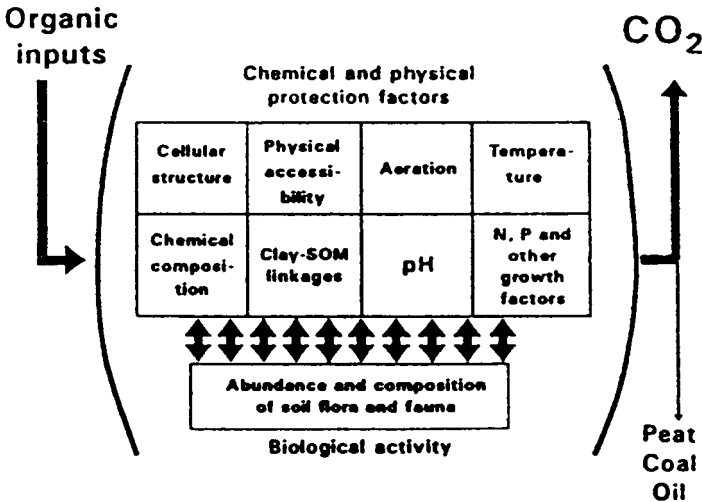 Organic
inputs
CO₂
Chemical and physical
protection factors
Cellular
structure
Physical
accessi-
bility
Aeration
Tempera-
ture
Chemical
composi-
tion
Clay-SOM
linkages
pH
N, P and
other
growth
factors
Abundance and composition
of soil flora and fauna
Biological activity
Peat
Coal
Oil